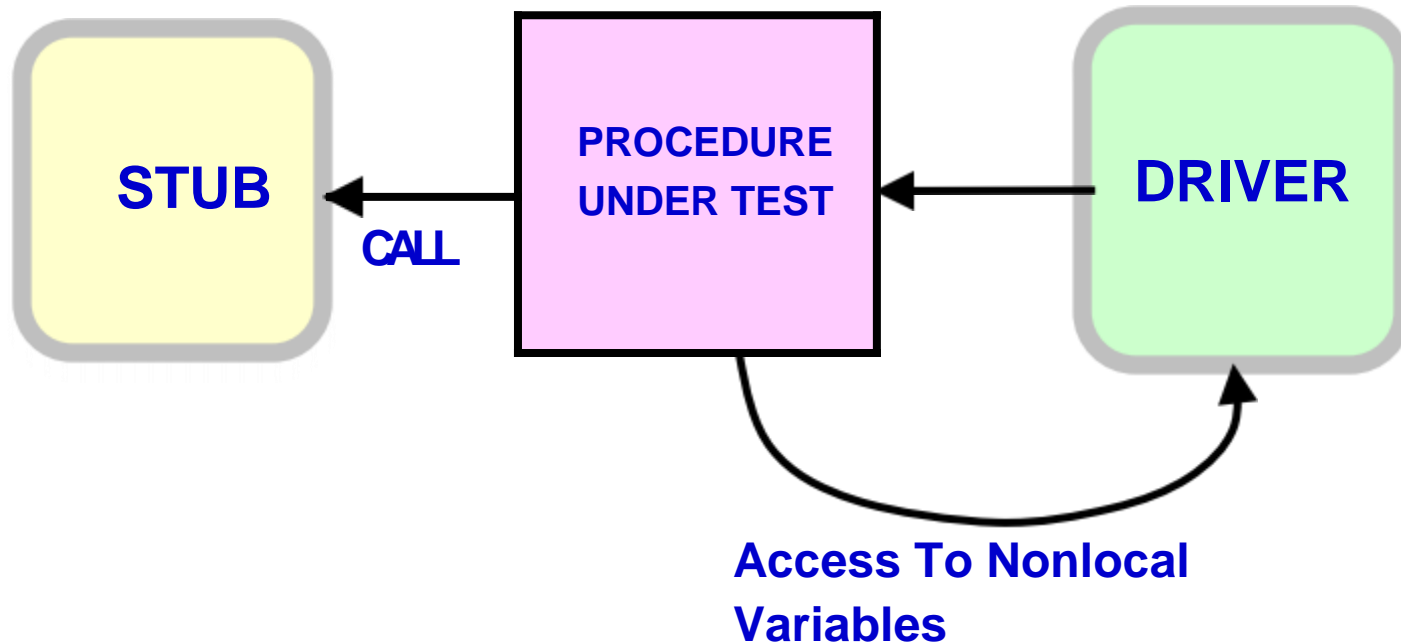 STUB
CALL
PROCEDURE
UNDER TEST
DRIVER
Access To Nonlocal
Variables